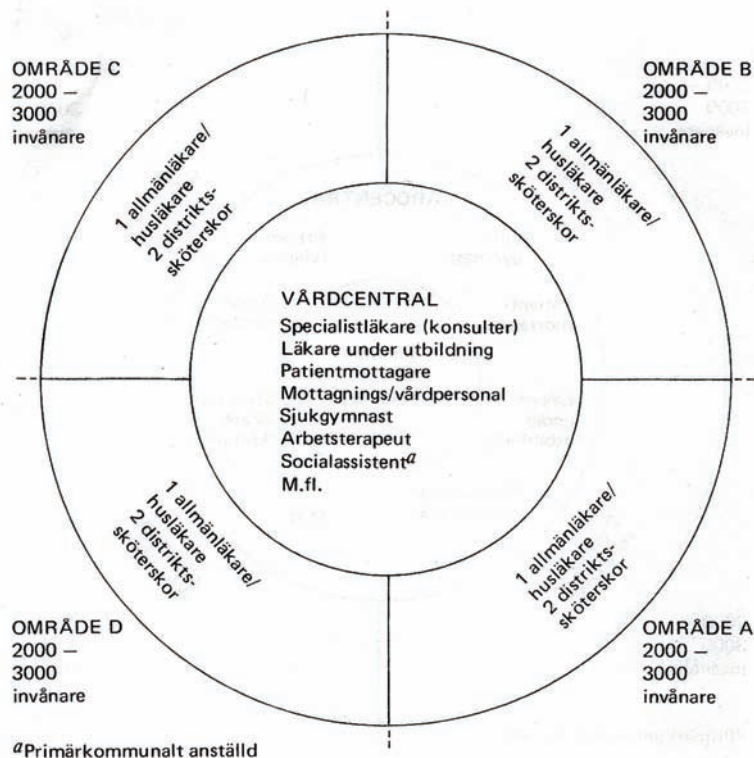 OMRÅDE C
2000 –
3000
invånare
OMRÅDE B
2000 –
3000
invånare
1 allmänläkare/
husläkare
2 distrikts-
sköterskor
1 allmänläkare/
husläkare
2 distrikts-
sköterskor
VÅRDCENTRAL
Specialistläkare (konsulter)
Läkare under utbildning
Patientmottagare
Mottagnings/vårdpersonal
Sjukgymnast
Arbetsterapeut
Socialassistent a
M.fl.
1 allmänläkare/
husläkare
2 distrikts-
sköterskor
1 allmänläkare/
husläkare
2 distrikts-
sköterskor
OMRÅDE D
2000 –
3000
invånare
OMRÅDE A
2000 –
3000
invånare
a Primärkommunalt anställd